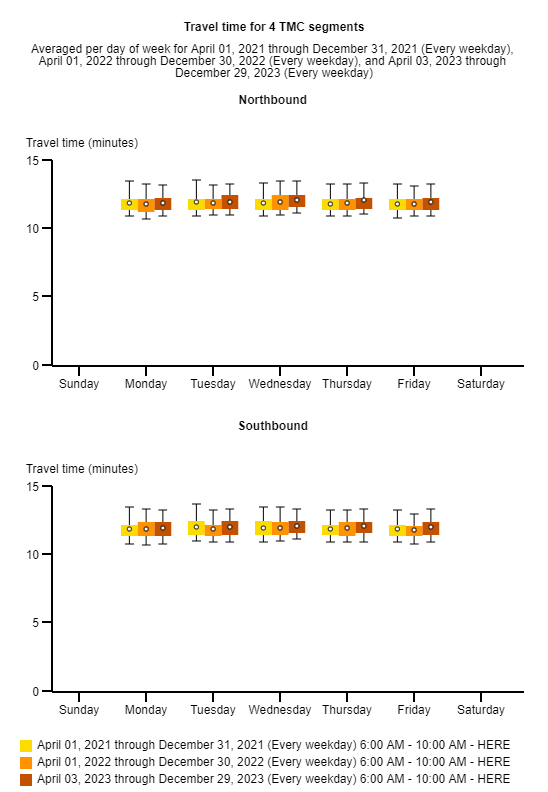 Travel time for 4 TMC segments
Averaged per day of week for April 01, 2021 through December 31, 2021 (Every weekday),
April 01, 2022 through December 30, 2022 (Every weekday), and April 03, 2023 through
December 29, 2023 (Every weekday)
Northbound
Travel time (minutes)
15
10
5
0
Sunday Monday Tuesday Wednesday Thursday Friday Saturday
Southbound
Travel time (minutes)
15
10
5
0
Sunday Monday Tuesday Wednesday Thursday Friday Saturday
April 01, 2021 through December 31, 2021 (Every weekday) 6:00 AM - 10:00 AM - HERE
April 01, 2022 through December 30, 2022 (Every weekday) 6:00 AM - 10:00 AM - HERE
April 03, 2023 through December 29, 2023 (Every weekday) 6:00 AM - 10:00 AM - HERE